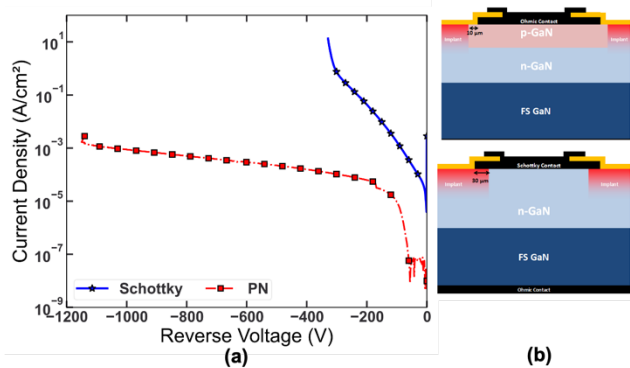 Current Density (A/cm²)
10¹
10⁻¹
10⁻³
10⁻⁵
10⁻⁷
10⁻⁹
Schottky
PN
−1200
−1000
−800
−600
−400
−200
0
Reverse Voltage (V)
(a)
Ohmic Contact
Implant
10 µm
p-GaN
Implant
n-GaN
FS GaN
Schottky Contact
Implant
30 µm
Implant
n-GaN
FS GaN
Ohmic Contact
(b)